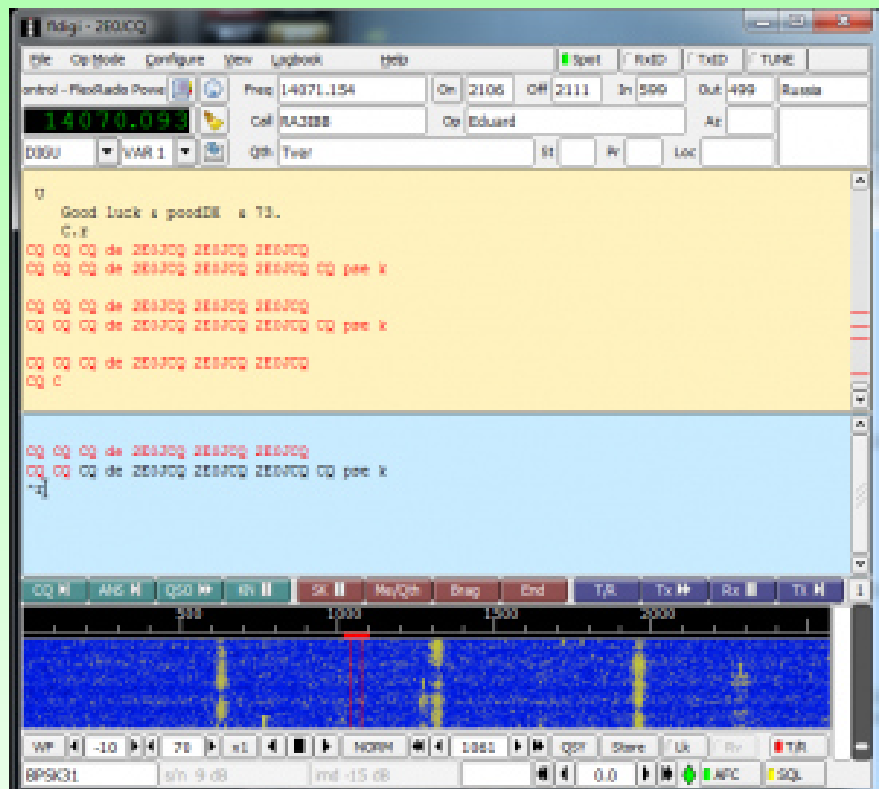 fldigi - 2E0JCQ
File Op Mode Configure View Logbook Help Spot RxID TxID TUNE
ontrol - FlexRadio Powe Freq 14071.154 On 2106 Off 2111 In 599 Out 499 Russia
14070.093 Call RA3IBB Op Eduard Az
DIGU VAR 1 Qth Tver St Pr Loc
U
Good luck & poodDX & 73.
C.r
CQ CQ CQ de 2E0JCQ 2E0JCQ 2E0JCQ
CQ CQ CQ de 2E0JCQ 2E0JCQ 2E0JCQ CQ pse k
CQ CQ CQ de 2E0JCQ 2E0JCQ 2E0JCQ
CQ CQ CQ de 2E0JCQ 2E0JCQ 2E0JCQ CQ pse k
CQ CQ CQ de 2E0JCQ 2E0JCQ 2E0JCQ
CQ C
CQ CQ CQ de 2E0JCQ 2E0JCQ 2E0JCQ
CQ CQ CQ de 2E0JCQ 2E0JCQ 2E0JCQ CQ pse k
^r
CQ ANS QSO KN SK Me/Qth Brag End T/R Tx Rx TX 1
500 1000 1500 2000
WF -10 70 x1 NORM 1061 QSY Store Lk Rv T/R
BPSK31 s/n 9 dB imd -15 dB 0.0 AFC SQL